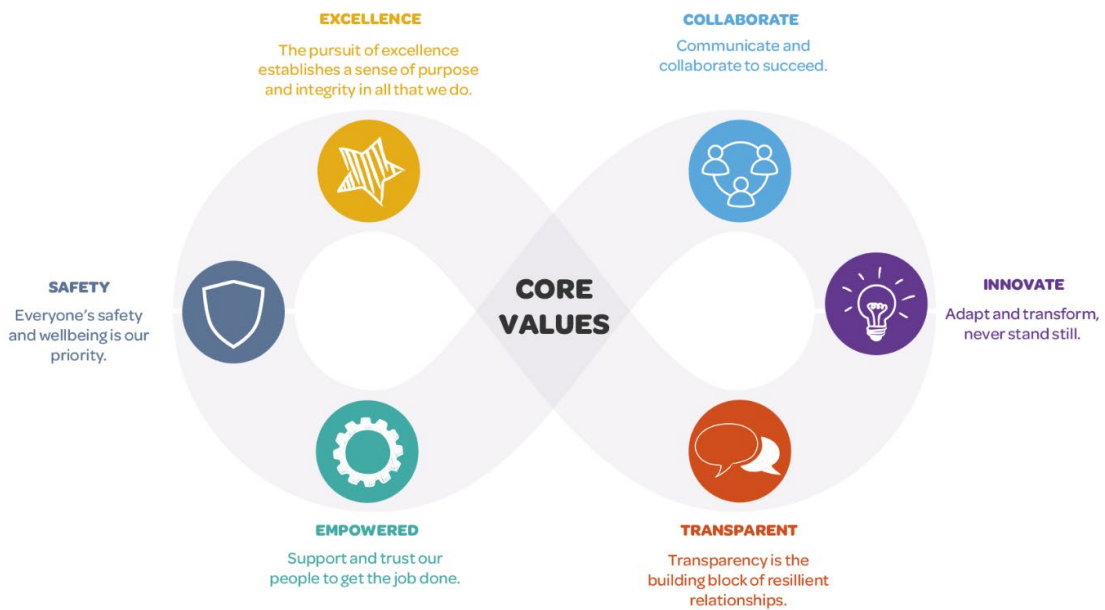 EXCELLENCE
The pursuit of excellence
establishes a sense of purpose
and integrity in all that we do.
COLLABORATE
Communicate and
collaborate to succeed.
SAFETY
Everyone's safety
and wellbeing is our
priority.
CORE
VALUES
INNOVATE
Adapt and transform,
never stand still.
EMPOWERED
Support and trust our
people to get the job done.
TRANSPARENT
Transparency is the
building block of resillient
relationships.